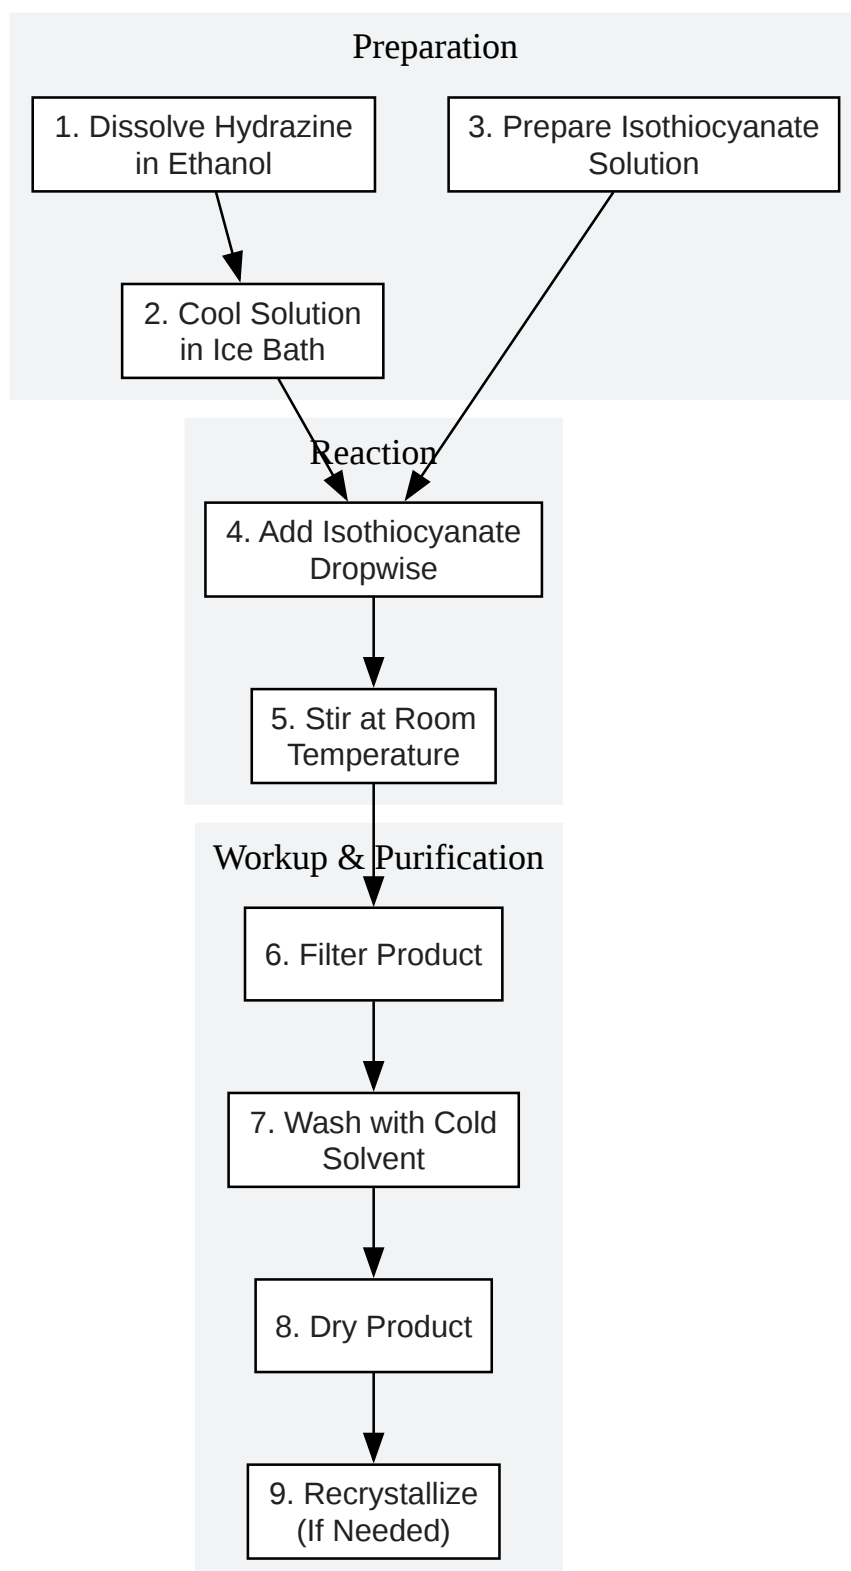 Preparation
1. Dissolve Hydrazine
in Ethanol
3. Prepare Isothiocyanate
Solution
2. Cool Solution
in Ice Bath
Reaction
4. Add Isothiocyanate
Dropwise
5. Stir at Room
Temperature
Workup & Purification
6. Filter Product
7. Wash with Cold
Solvent
8. Dry Product
9. Recrystallize
(If Needed)